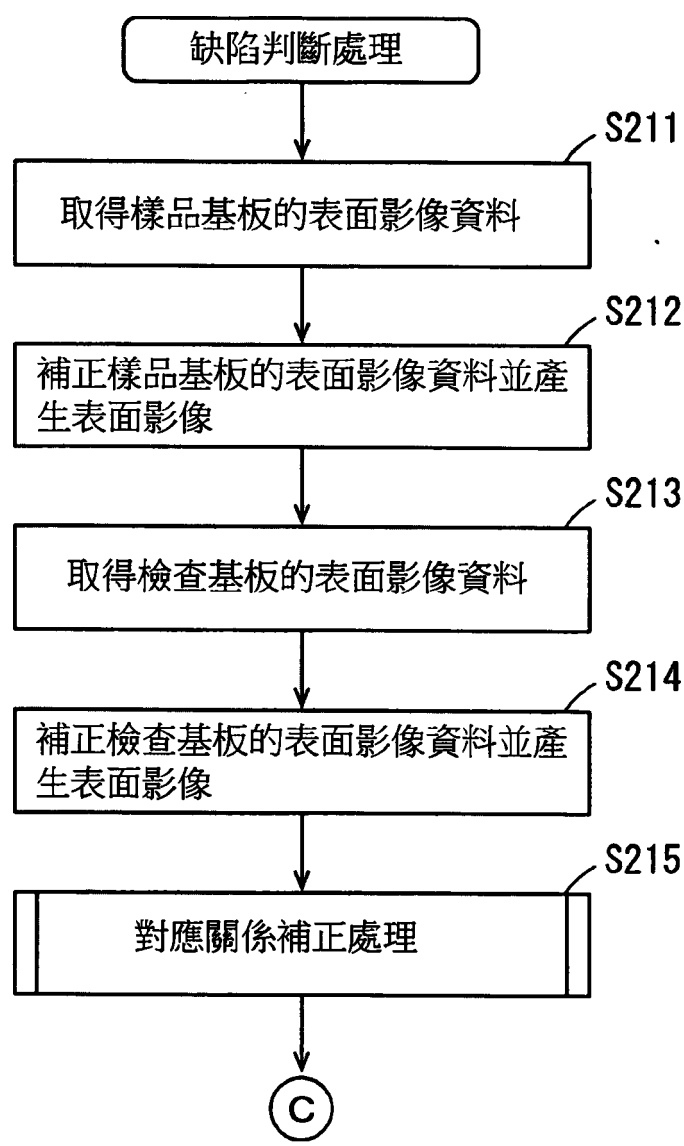 缺陷判斷處理
S211
取得樣品基板的表面影像資料
S212
補正樣品基板的表面影像資料並產
生表面影像
S213
取得檢查基板的表面影像資料
S214
補正檢查基板的表面影像資料並產
生表面影像
S215
對應關係補正處理
C